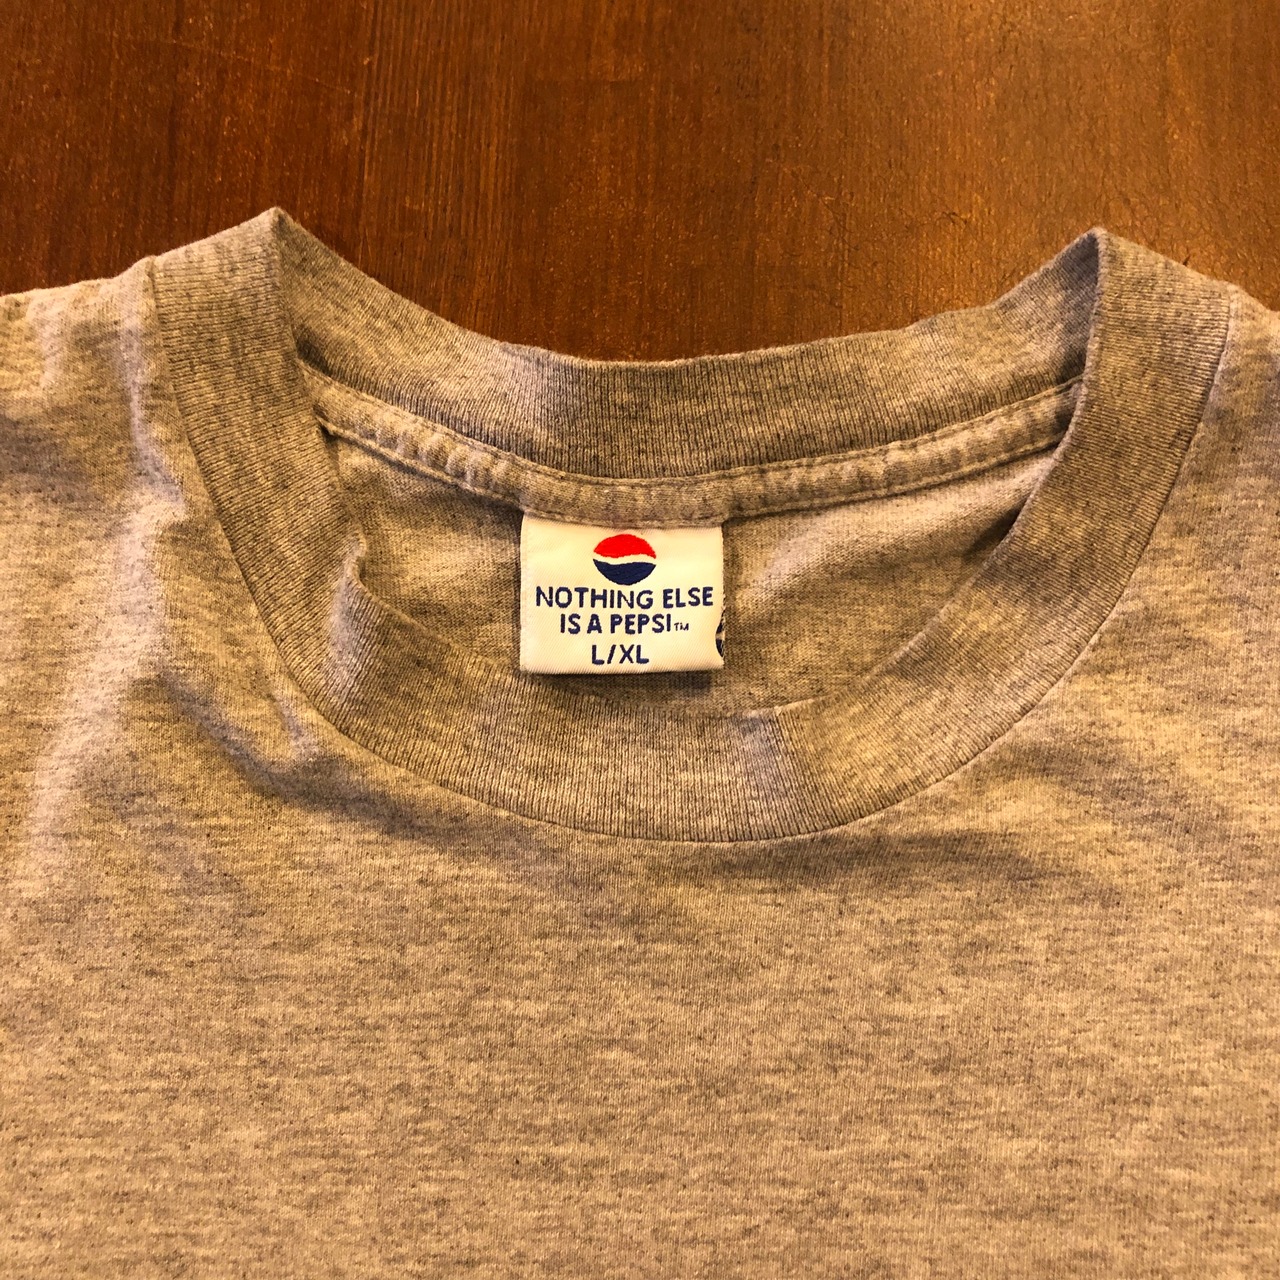 NOTHING ELSE
IS A PEPSI™
L/XL